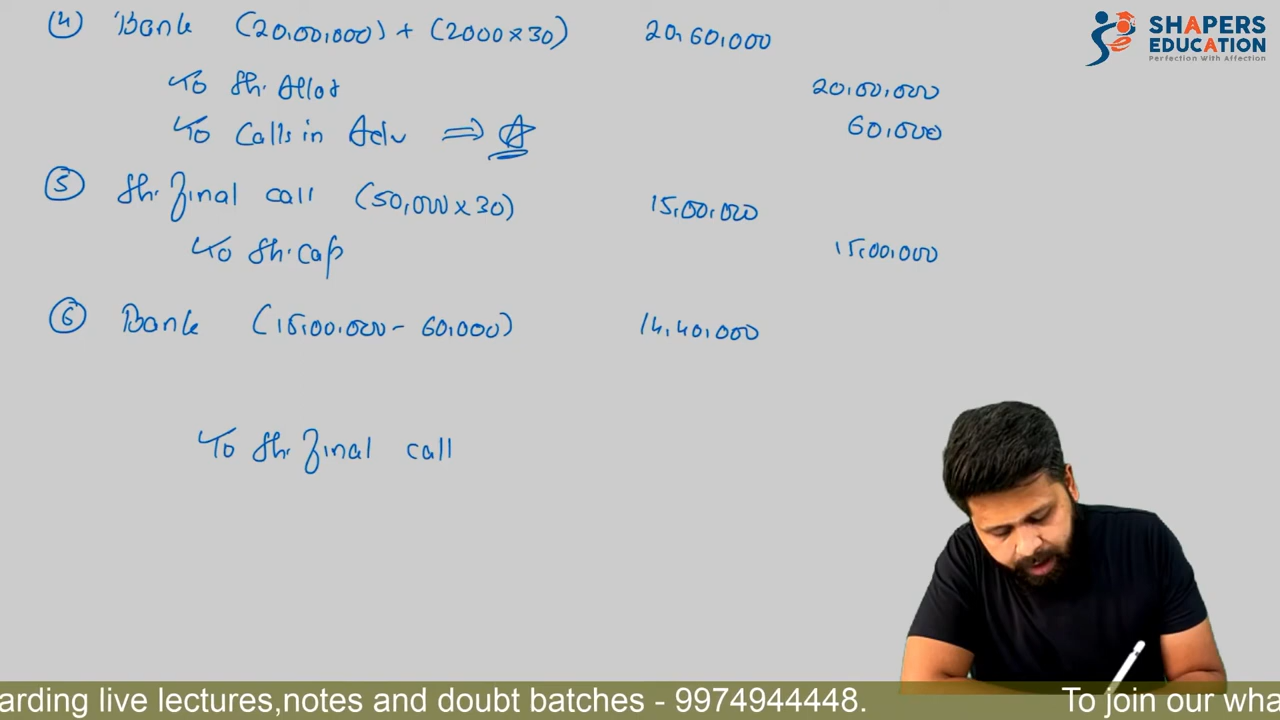 SHAPERS
EDUCATION
Perfection With Affection
④ Bank (20,00,000) + (2000 × 30) 20,60,000
To Sh. Allot 20,00,000
To Calls in Adv ⇒ ☆ 60,000
⑤ Sh. Final call (50,000 × 30) 15,00,000
To Sh. Cap 15,00,000
⑥ Bank (15,00,000 - 60,000) 14,40,000
To Sh. Final call
arding live lectures,notes and doubt batches - 9974944448. To join our wha